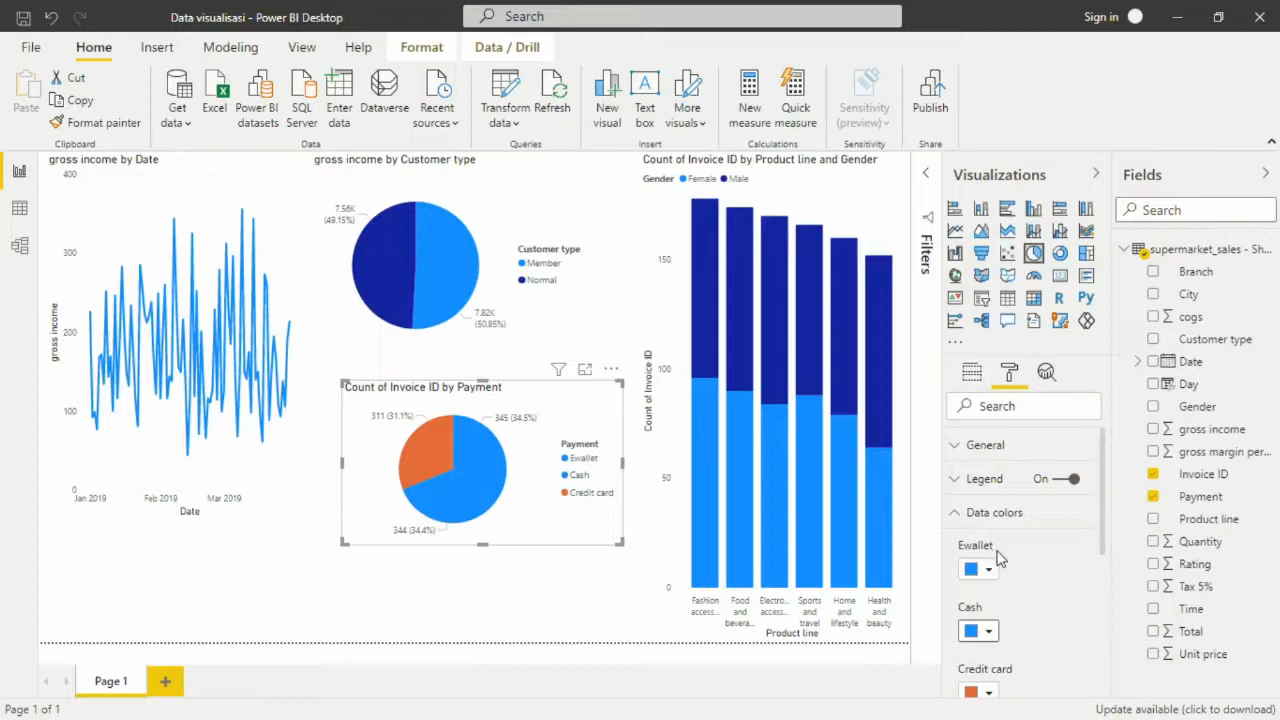 Data visualisasi - Power BI Desktop
Search
Sign in
File Home Insert Modeling View Help Format Data / Drill
Paste
Cut
Copy
Format painter
Clipboard
Get data
Excel
Power BI datasets
SQL Server
Enter data
Dataverse
Recent sources
Data
Transform data
Refresh
Queries
New visual
Text box
More visuals
Insert
New measure
Quick measure
Calculations
Sensitivity (preview)
Sensitivity
Publish
Share
gross income by Date
400
300
200
100
0
gross income
Jan 2019 Feb 2019 Mar 2019
Date
gross income by Customer type
7.56K
(49.15%)
7.82K
(50.85%)
Customer type
Member
Normal
Count of Invoice ID by Payment
311 (31.1%)
345 (34.5%)
344 (34.4%)
Payment
Ewallet
Cash
Credit card
Count of Invoice ID by Product line and Gender
Gender Female Male
150
100
50
0
Count of Invoice ID
Fashion access...
Food and bevera...
Electro... access...
Sports and travel
Home and lifestyle
Health and beauty
Product line
Filters
Visualizations
R Py
Search
General
Legend On
Data colors
Ewallet
Cash
Credit card
Fields
Search
supermarket_sales - Sh...
Branch
City
cogs
Customer type
Date
Day
Gender
gross income
gross margin per...
Invoice ID
Payment
Product line
Quantity
Rating
Tax 5%
Time
Total
Unit price
Page 1
Page 1 of 1
Update available (click to download)